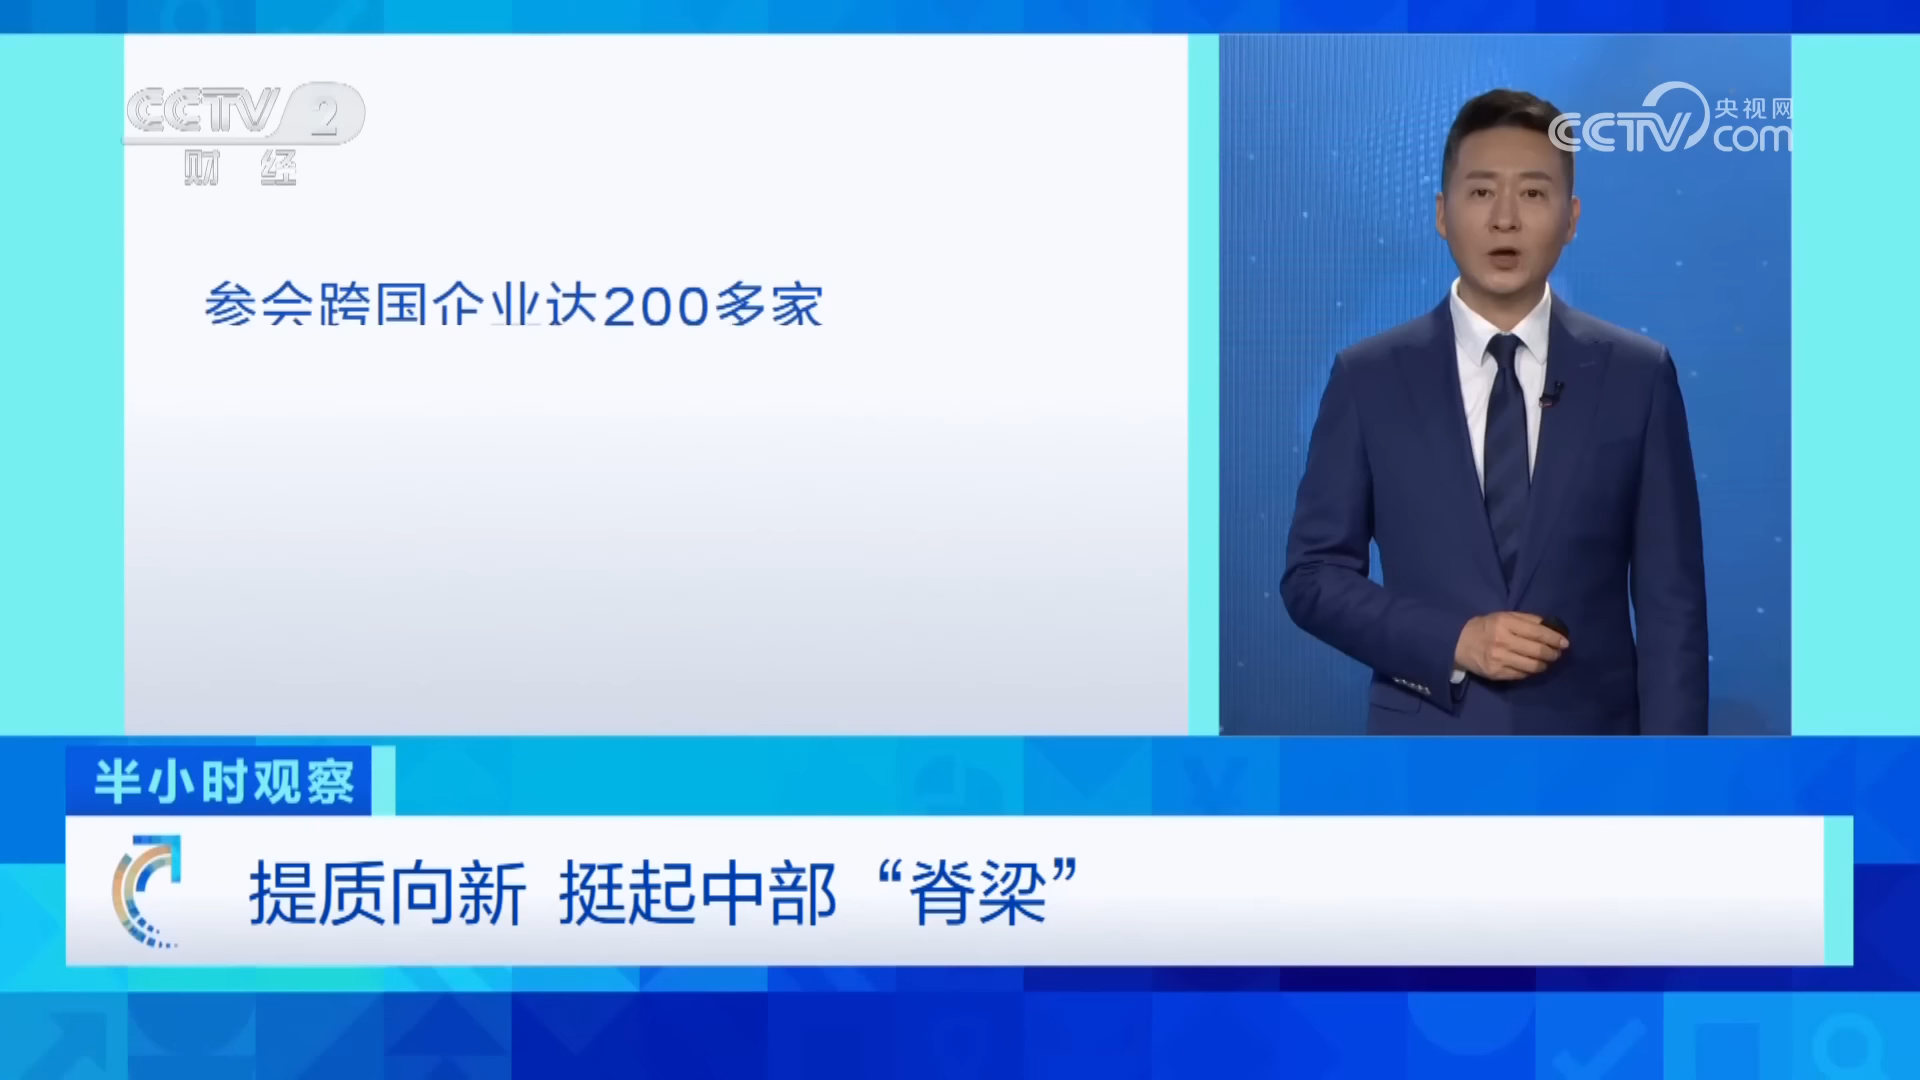 CCTV 2
财 经
CCTV 央视网
com
参会跨国企业达200多家
半小时观察
提质向新 挺起中部“脊梁”